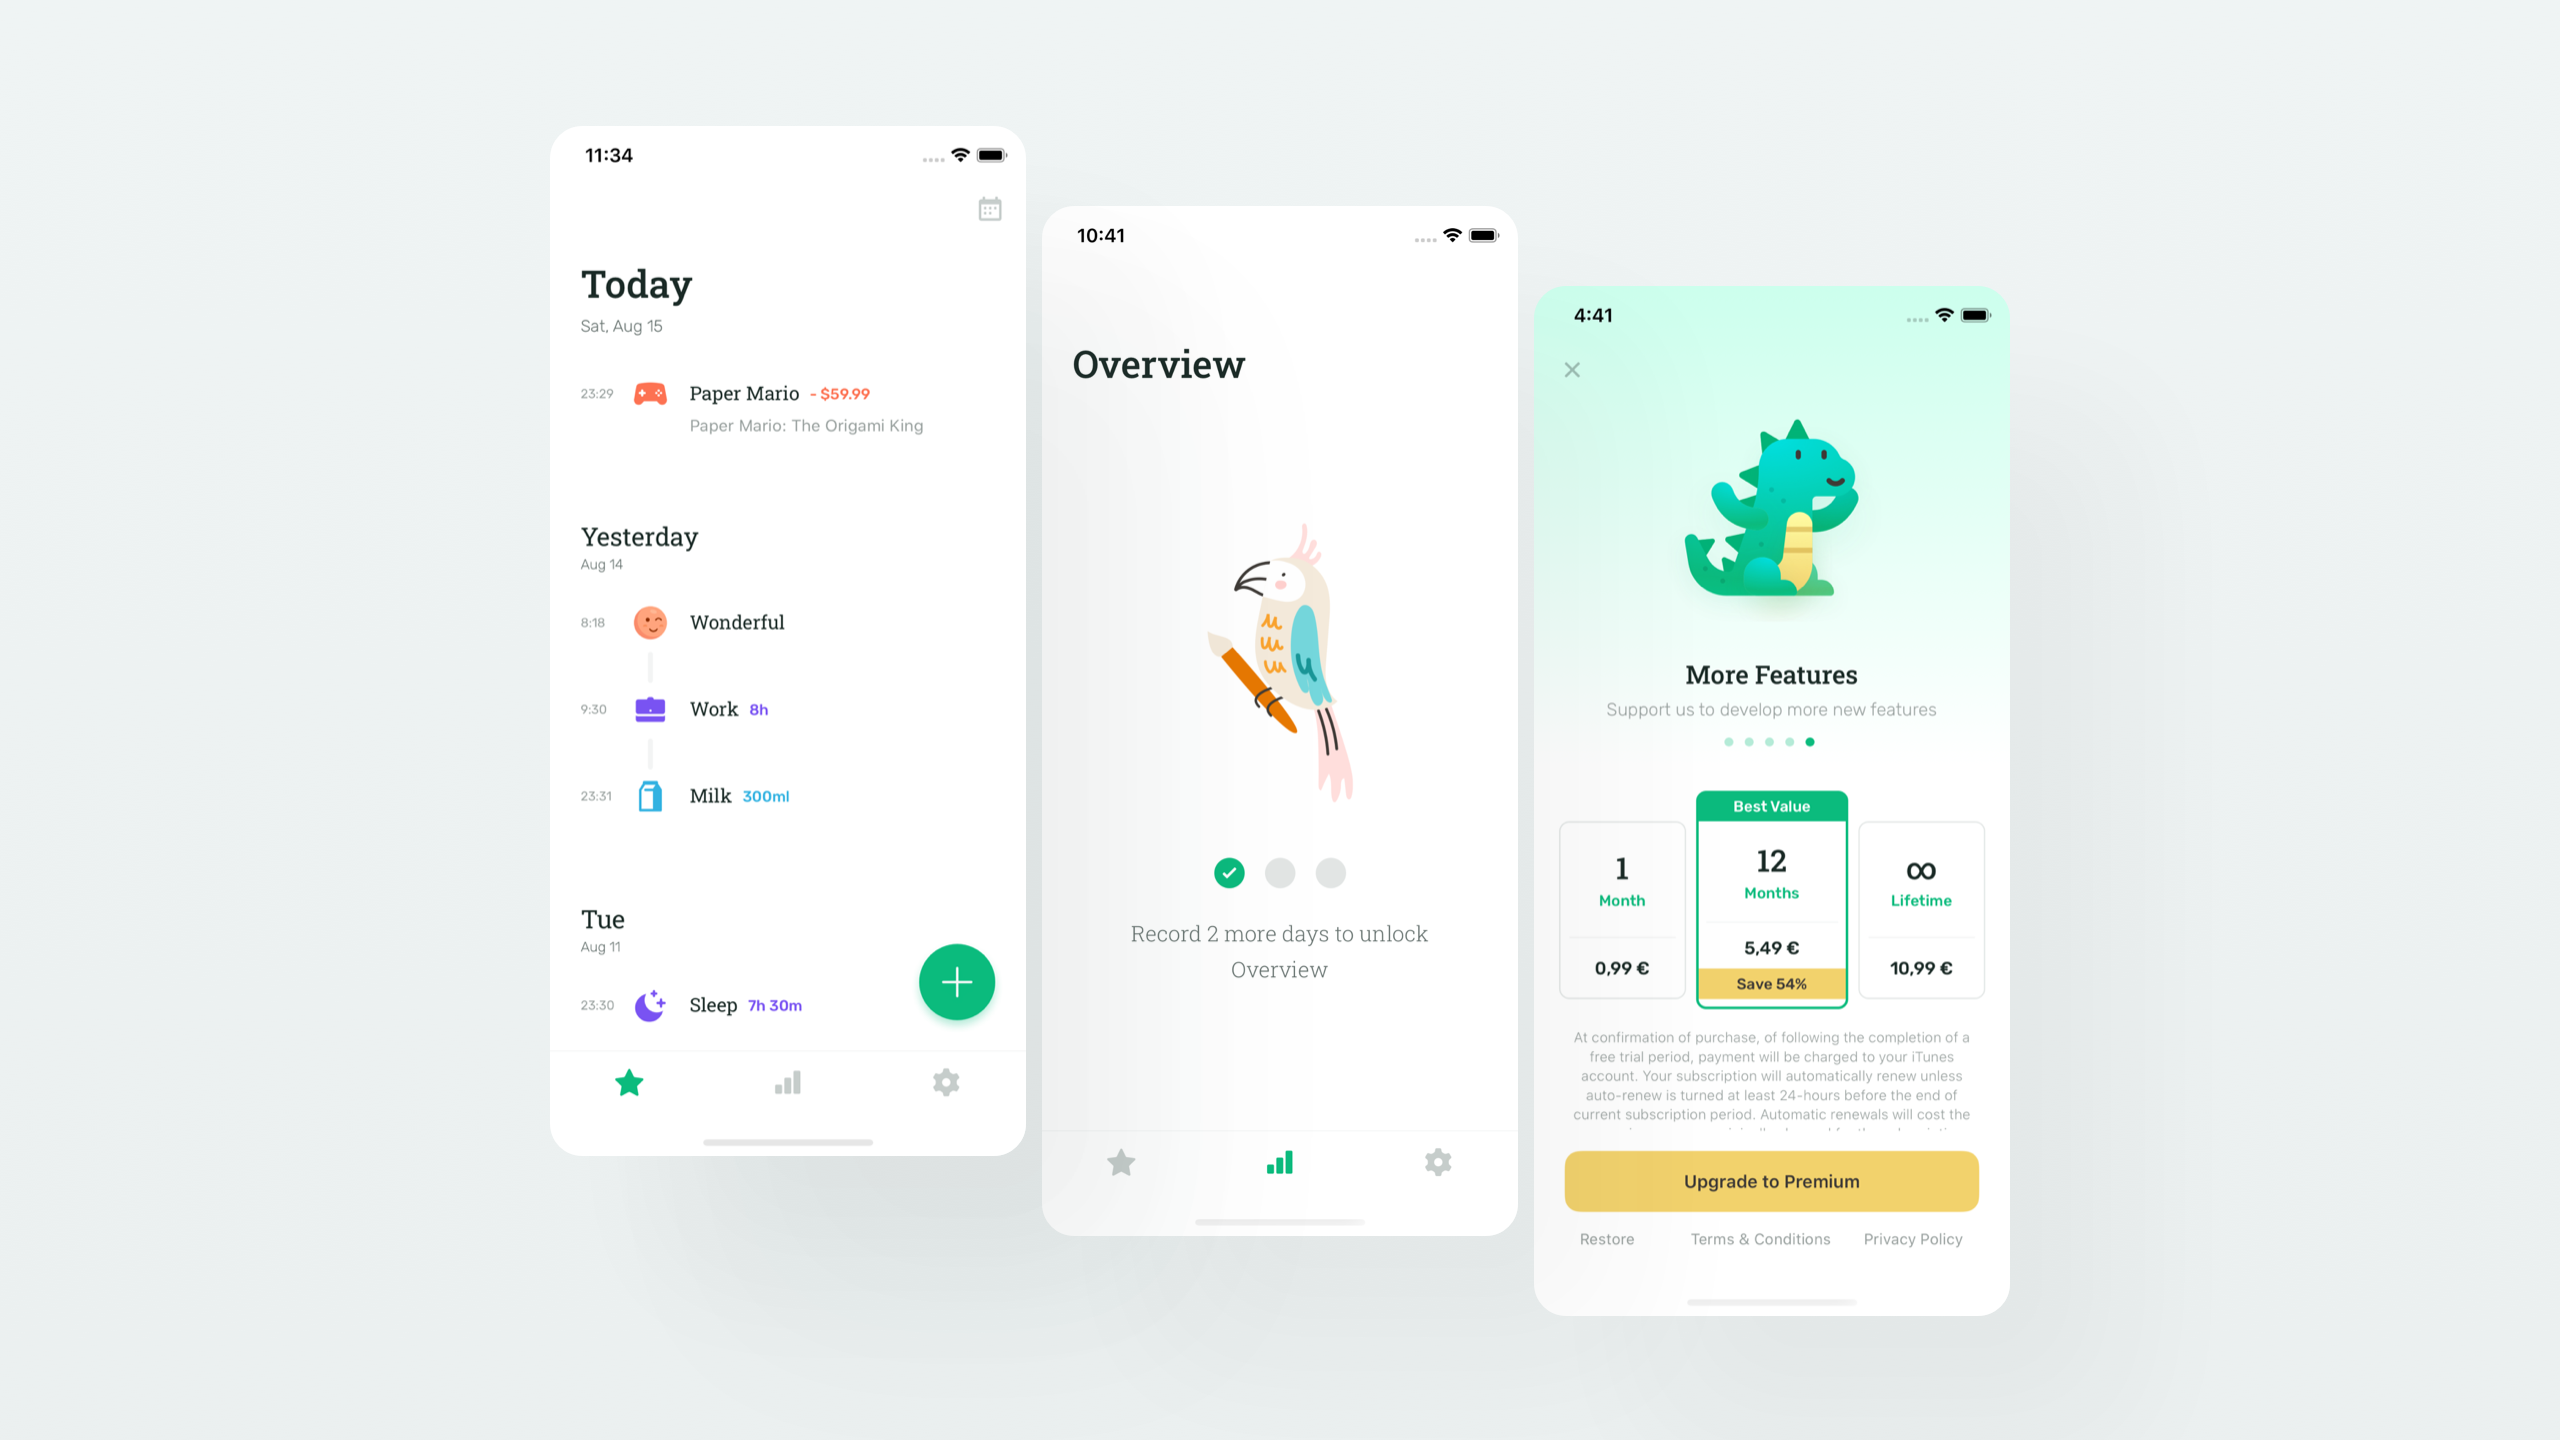 11:34
Today
Sat, Aug 15
23:29 Paper Mario - $59.99
Paper Mario: The Origami King
Yesterday
Aug 14
8:18 Wonderful
9:30 Work 8h
23:31 Milk 300ml
Tue
Aug 11
23:30 Sleep 7h 30m
10:41
Overview
Record 2 more days to unlock
Overview
4:41
More Features
Support us to develop more new features
Best Value
1
Month
0,99 €
12
Months
5,49 €
Save 54%
∞
Lifetime
10,99 €
At confirmation of purchase, of following the completion of a
free trial period, payment will be charged to your iTunes
account. Your subscription will automatically renew unless
auto-renew is turned at least 24-hours before the end of
current subscription period. Automatic renewals will cost the
Upgrade to Premium
Restore Terms & Conditions Privacy Policy